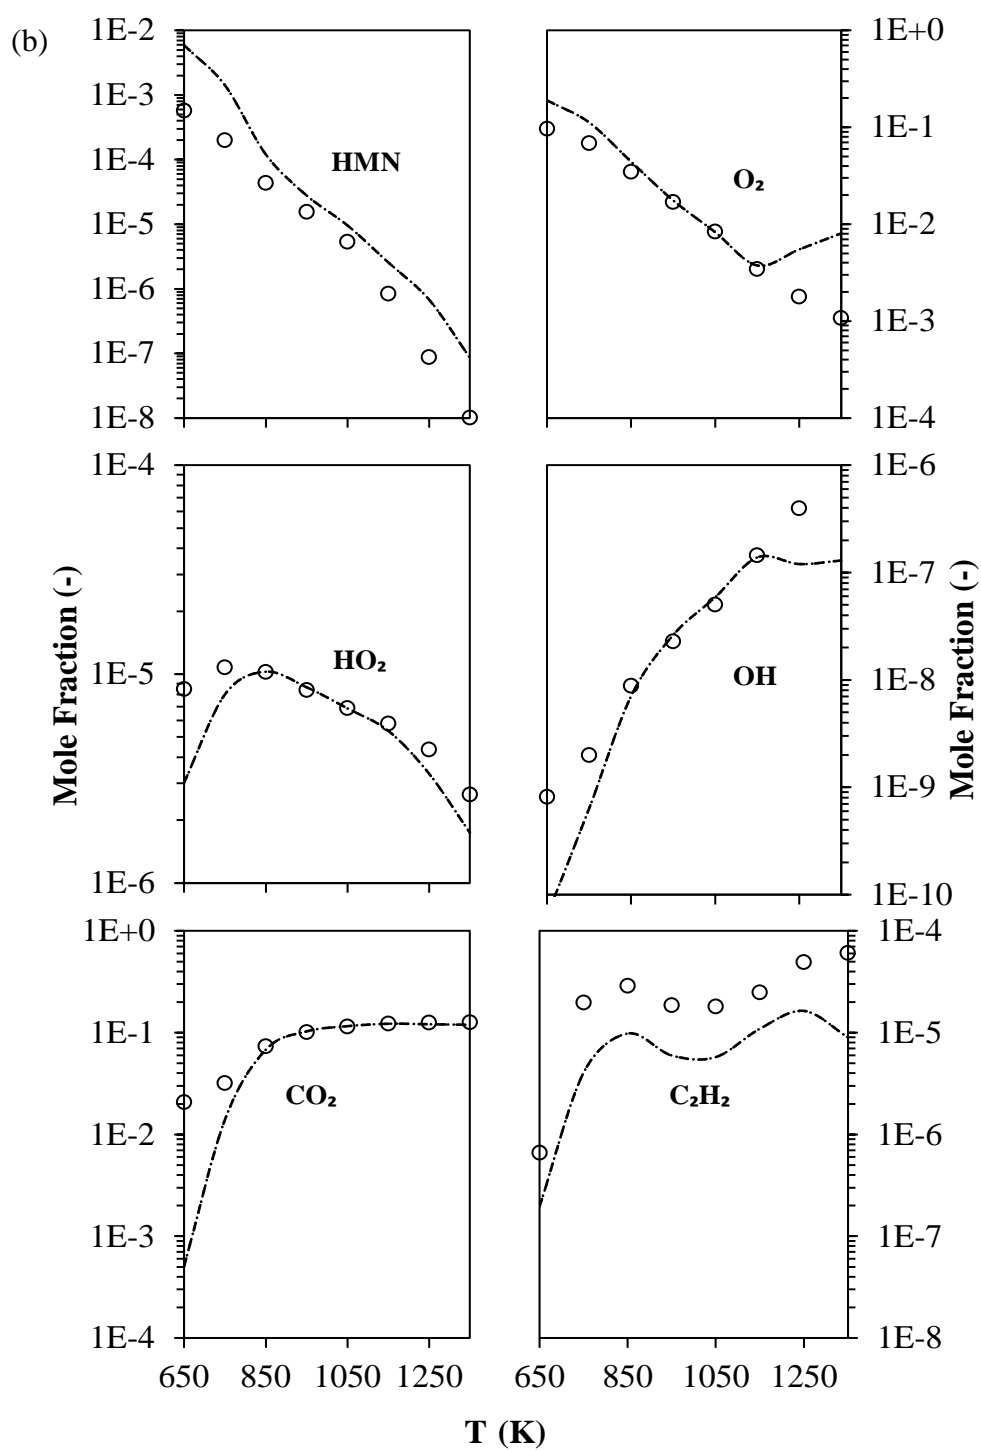 (b)
1E-2
1E-3
1E-4
1E-5
1E-6
1E-7
1E-8
HMN
1E+0
1E-1
1E-2
1E-3
1E-4
O₂
1E-4
1E-5
1E-6
HO₂
Mole Fraction (-)
1E-6
1E-7
1E-8
1E-9
1E-10
OH
Mole Fraction (-)
1E+0
1E-1
1E-2
1E-3
1E-4
CO₂
650 850 1050 1250
1E-4
1E-5
1E-6
1E-7
1E-8
C₂H₂
650 850 1050 1250
T (K)